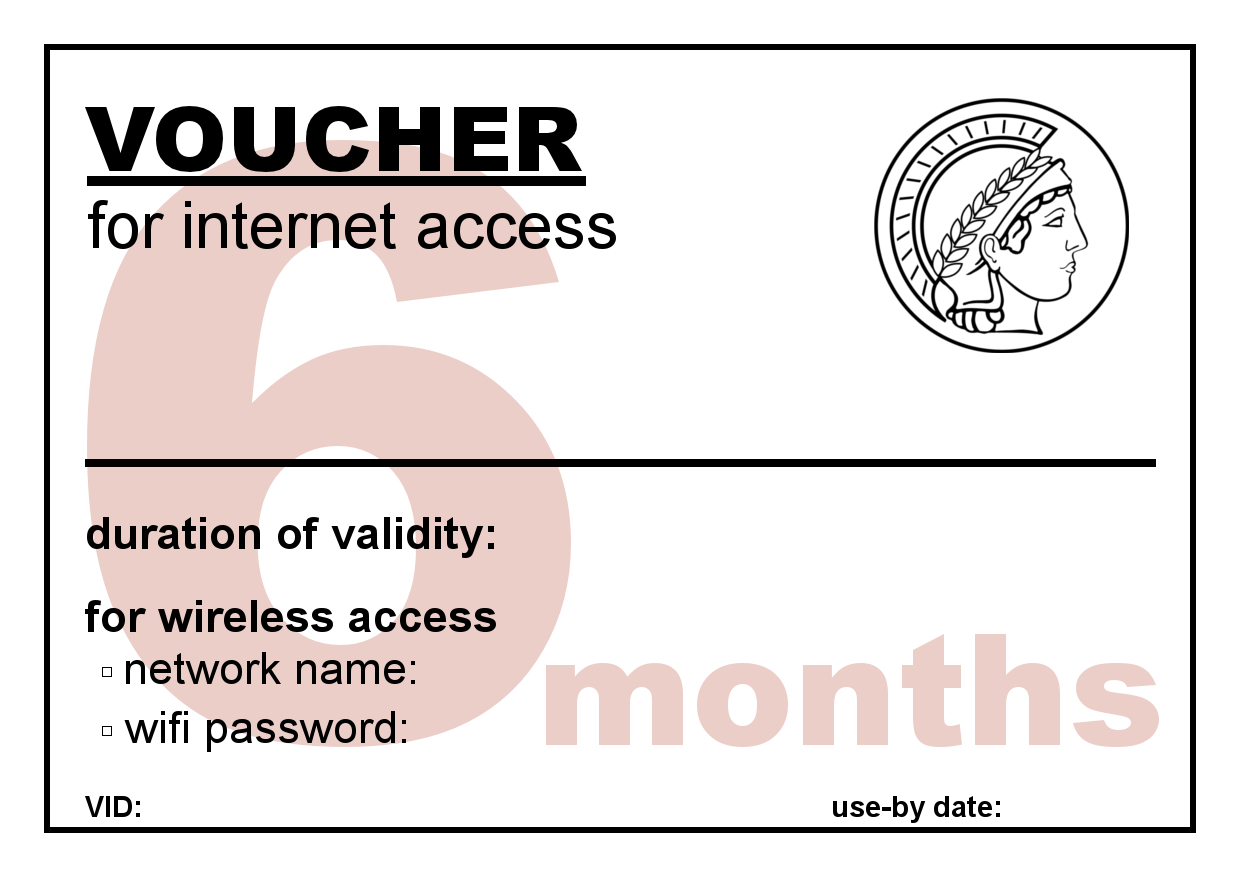 VOUCHER
for internet access
6
duration of validity:
for wireless access
▫ network name:
months
▫ wifi password:
VID:
use-by date: